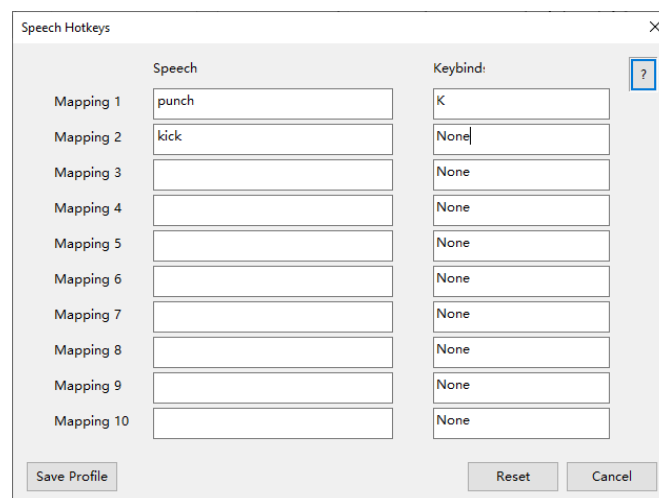 Speech Hotkeys
Speech Keybinds
?
Mapping 1 punch K
Mapping 2 kick None
Mapping 3 None
Mapping 4 None
Mapping 5 None
Mapping 6 None
Mapping 7 None
Mapping 8 None
Mapping 9 None
Mapping 10 None
Save Profile Reset Cancel